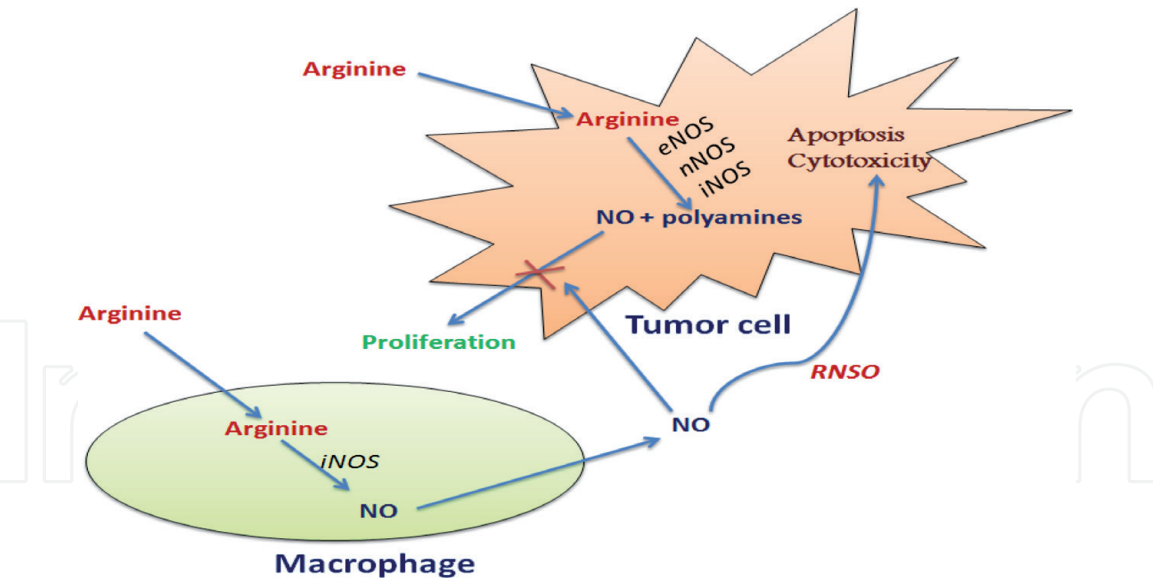 Arginine
Arginine
eNOS
nNOS
iNOS
Apoptosis
Cytotoxicity
NO + polyamines
Arginine
Proliferation
Tumor cell
RNSO
Arginine
iNOS
NO
NO
Macrophage